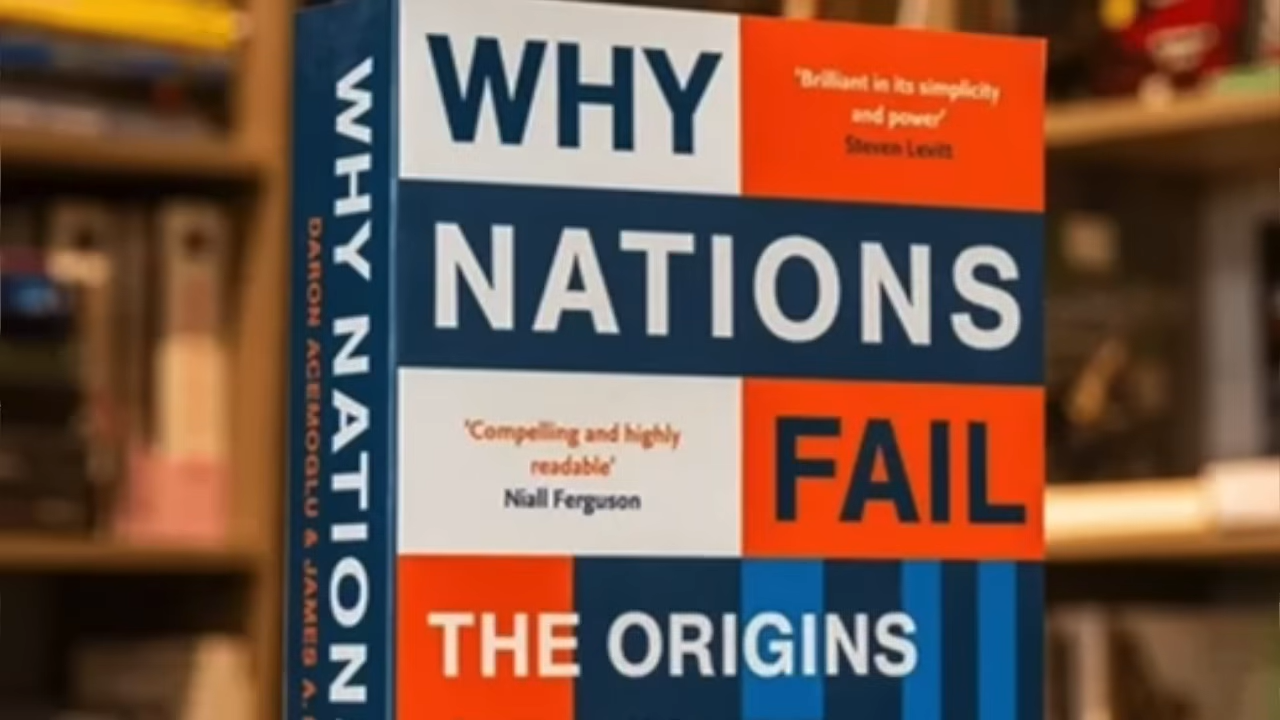 WHY
'Brilliant in its simplicity
and power'
Steven Levitt
NATIONS
'Compelling and highly
readable'
Niall Ferguson
FAIL
THE ORIGINS
WHY NATIONS
DARON ACEMOGLU & JAMES A.